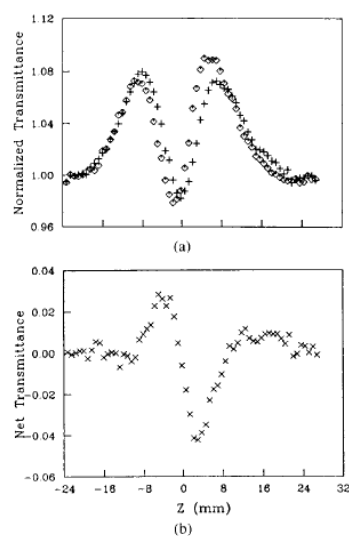 1.12
1.08
1.04
1.00
0.96
Normalized Transmittance
(a)
0.04
0.02
0.00
-0.02
-0.04
-0.06
Net Transmittance
-24 -16 -8 0 8 16 24 32
Z (mm)
(b)